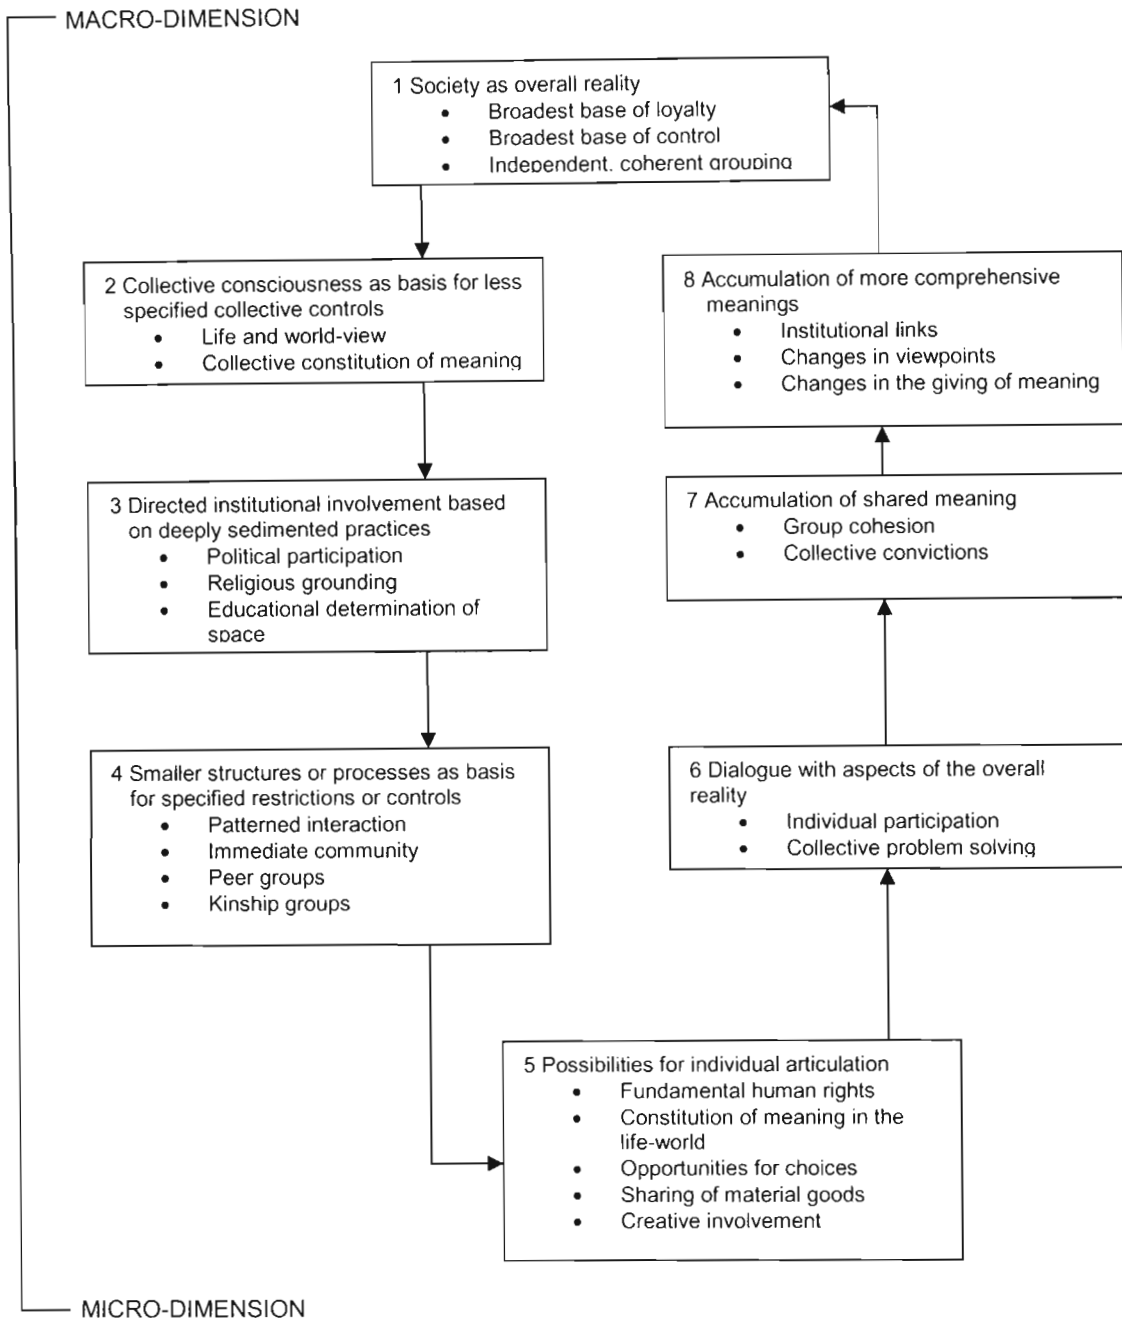 MACRO-DIMENSION
1 Society as overall reality
• Broadest base of loyalty
• Broadest base of control
• Independent, coherent grouping
2 Collective consciousness as basis for less
specified collective controls
• Life and world-view
• Collective constitution of meaning
3 Directed institutional involvement based
on deeply sedimented practices
• Political participation
• Religious grounding
• Educational determination of
space
4 Smaller structures or processes as basis
for specified restrictions or controls
• Patterned interaction
• Immediate community
• Peer groups
• Kinship groups
5 Possibilities for individual articulation
• Fundamental human rights
• Constitution of meaning in the
life-world
• Opportunities for choices
• Sharing of material goods
• Creative involvement
6 Dialogue with aspects of the overall
reality
• Individual participation
• Collective problem solving
7 Accumulation of shared meaning
• Group cohesion
• Collective convictions
8 Accumulation of more comprehensive
meanings
• Institutional links
• Changes in viewpoints
• Changes in the giving of meaning
MICRO-DIMENSION